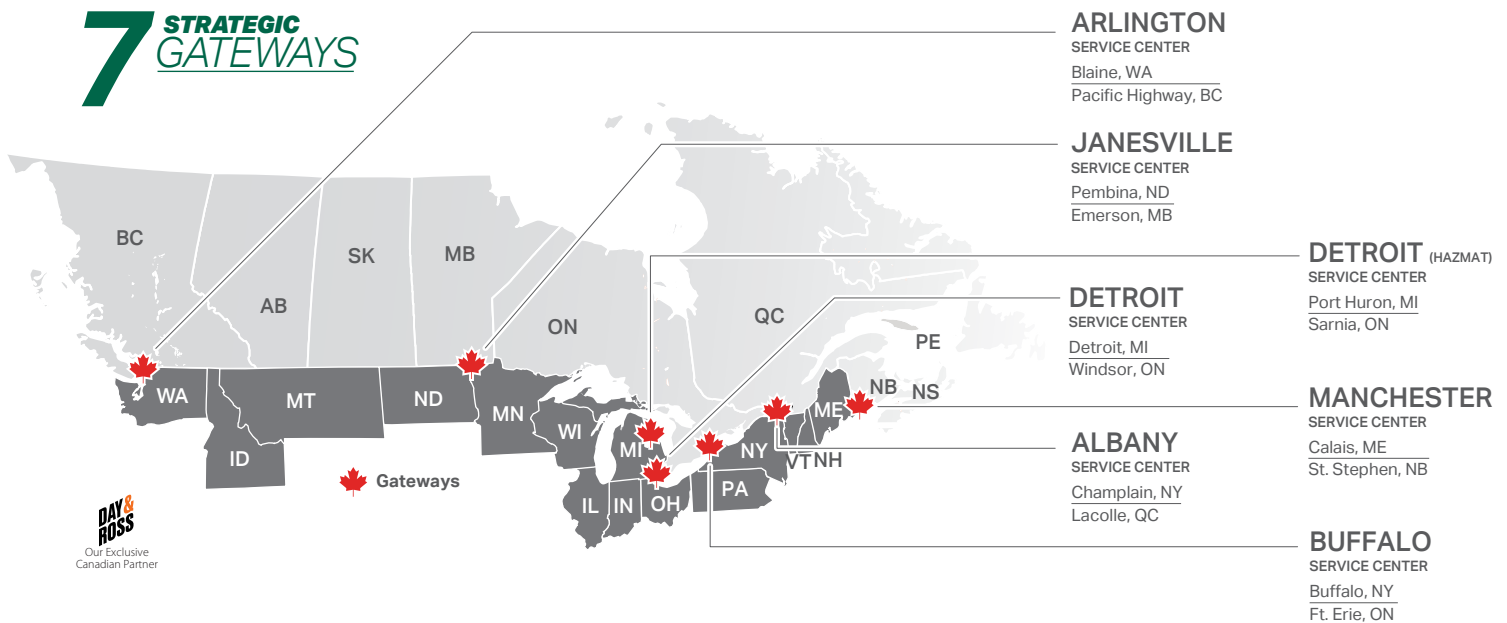 7 STRATEGIC
GATEWAYS
ARLINGTON
SERVICE CENTER
Blaine, WA
Pacific Highway, BC
JANESVILLE
SERVICE CENTER
Pembina, ND
Emerson, MB
DETROIT (HAZMAT)
SERVICE CENTER
Port Huron, MI
Sarnia, ON
DETROIT
SERVICE CENTER
Detroit, MI
Windsor, ON
MANCHESTER
SERVICE CENTER
Calais, ME
St. Stephen, NB
ALBANY
SERVICE CENTER
Champlain, NY
Lacolle, QC
BUFFALO
SERVICE CENTER
Buffalo, NY
Ft. Erie, ON
BC
AB
SK
MB
ON
QC
PE
NB
NS
WA
ID
MT
ND
MN
WI
MI
IL
IN
OH
PA
NY
VT
NH
ME
Gateways
DAY &
ROSS
Our Exclusive
Canadian Partner